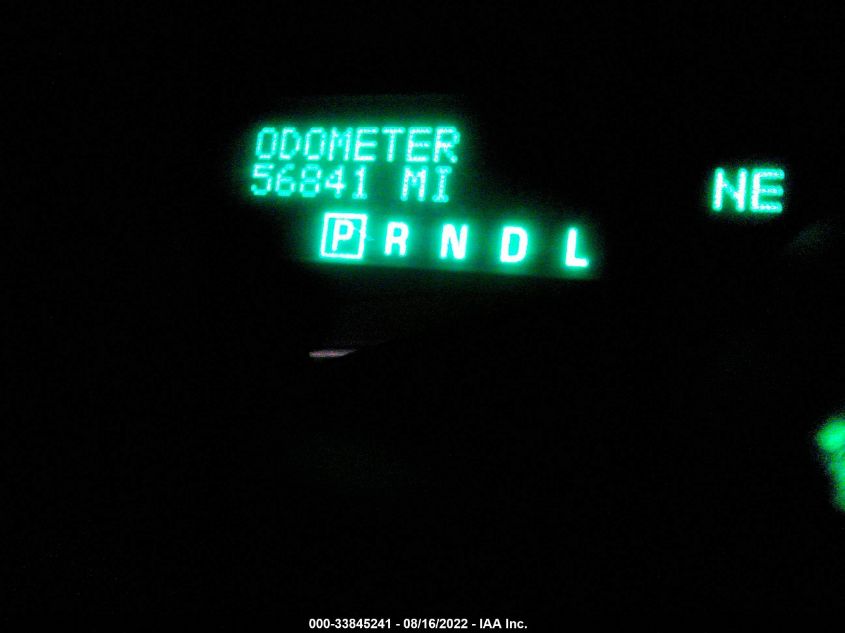 ODOMETER
56841 MI
NE
P R N D L
000-33845241 - 08/16/2022 - IAA Inc.